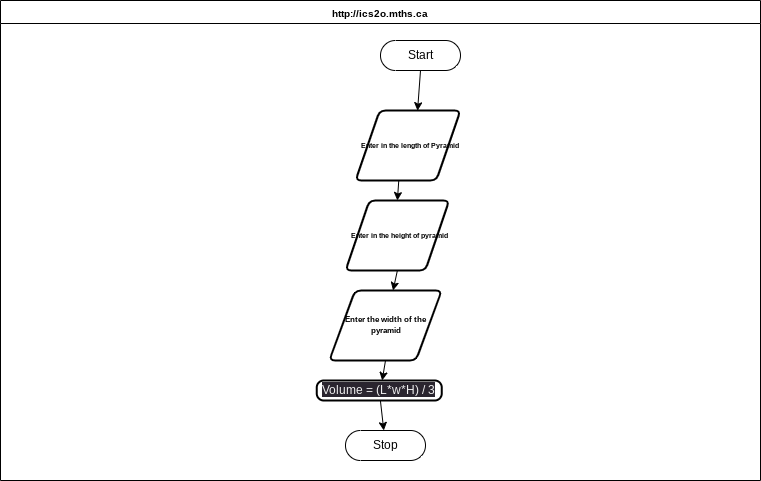 http://ics2o.mths.ca
Start
Enter in the length of Pyramid
Enter in the height of pyramid
Enter the width of the
pyramid
Volume = (L*w*H) / 3
Stop